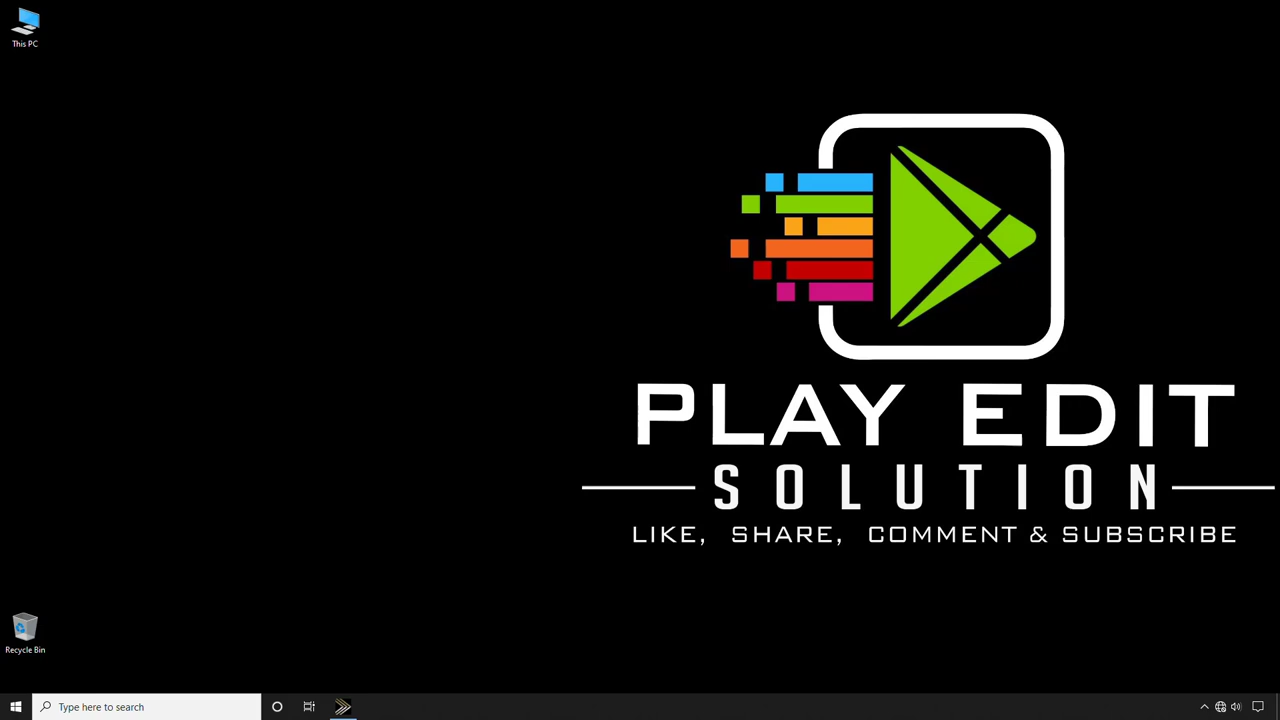 This PC
PLAY EDIT
SOLUTION
LIKE, SHARE, COMMENT & SUBSCRIBE
Recycle Bin
Type here to search